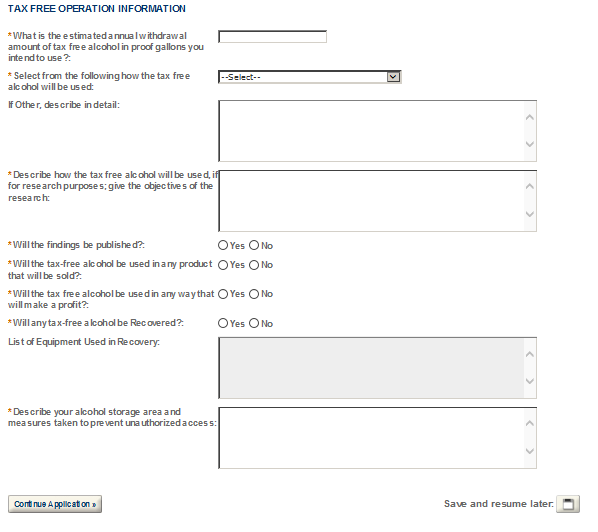 TAX FREE OPERATION INFORMATION
*What is the estimated annual withdrawal
amount of tax free alcohol in proof gallons you
intend to use?:
* Select from the following how the tax free
alcohol will be used:
--Select--
If Other, describe in detail:
*Describe how the tax free alcohol will be used, if
for research purposes; give the objectives of the
research:
*Will the findings be published?:
Yes No
*Will the tax-free alcohol be used in any product
that will be sold?:
Yes No
*Will the tax free alcohol be used in any way that
will make a profit?:
Yes No
*Will any tax-free alcohol be Recovered?:
Yes No
List of Equipment Used in Recovery:
*Describe your alcohol storage area and
measures taken to prevent unauthorized access:
Continue Application »
Save and resume later: